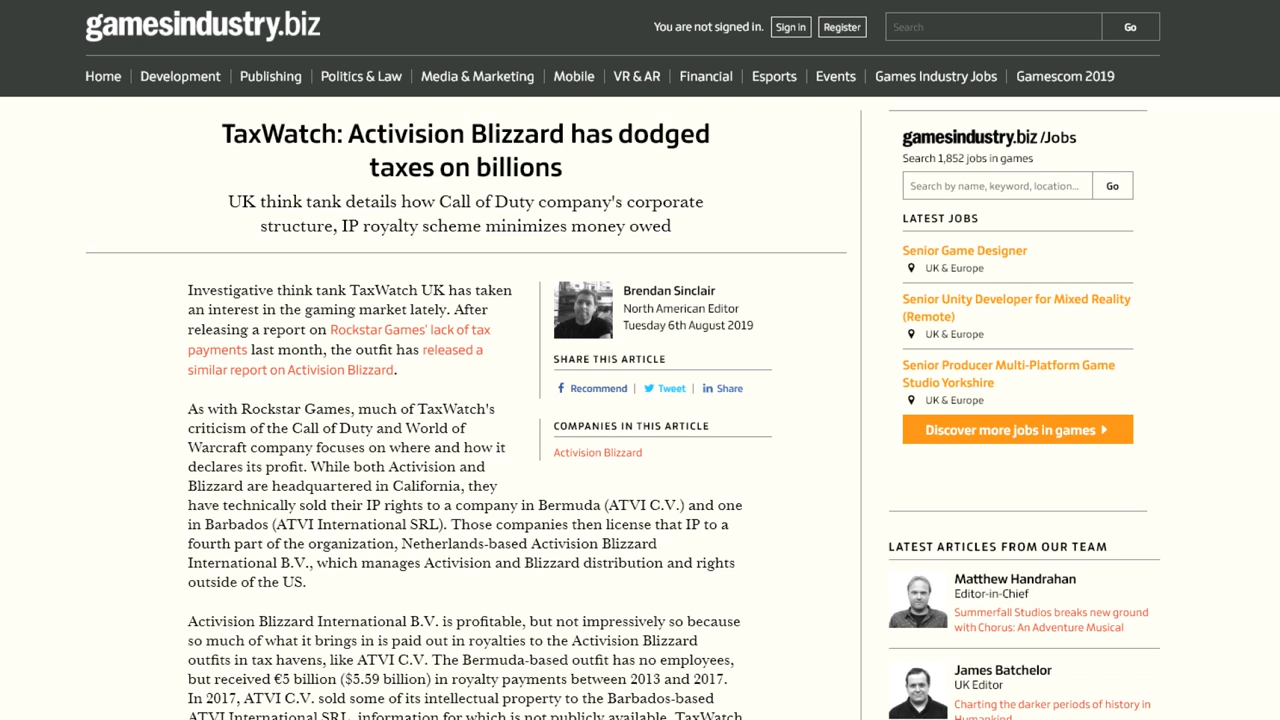 gamesindustry.biz
You are not signed in. Sign in Register
Search Go
Home Development Publishing Politics & Law Media & Marketing Mobile VR & AR Financial Esports Events Games Industry Jobs Gamescom 2019
TaxWatch: Activision Blizzard has dodged
taxes on billions
UK think tank details how Call of Duty company's corporate
structure, IP royalty scheme minimizes money owed
Investigative think tank TaxWatch UK has taken
an interest in the gaming market lately. After
releasing a report on Rockstar Games' lack of tax
payments last month, the outfit has released a
similar report on Activision Blizzard.
As with Rockstar Games, much of TaxWatch's
criticism of the Call of Duty and World of
Warcraft company focuses on where and how it
declares its profit. While both Activision and
Blizzard are headquartered in California, they
have technically sold their IP rights to a company in Bermuda (ATVI C.V.) and one
in Barbados (ATVI International SRL). Those companies then license that IP to a
fourth part of the organization, Netherlands-based Activision Blizzard
International B.V., which manages Activision and Blizzard distribution and rights
outside of the US.
Activision Blizzard International B.V. is profitable, but not impressively so because
so much of what it brings in is paid out in royalties to the Activision Blizzard
outfits in tax havens, like ATVI C.V. The Bermuda-based outfit has no employees,
but received €5 billion ($5.59 billion) in royalty payments between 2013 and 2017.
In 2017, ATVI C.V. sold some of its intellectual property to the Barbados-based
ATVI International SRL, information for which is not publicly available. TaxWatch
Brendan Sinclair
North American Editor
Tuesday 6th August 2019
SHARE THIS ARTICLE
Recommend Tweet Share
COMPANIES IN THIS ARTICLE
Activision Blizzard
gamesindustry.biz /Jobs
Search 1,852 jobs in games
Search by name, keyword, location... Go
LATEST JOBS
Senior Game Designer
UK & Europe
Senior Unity Developer for Mixed Reality
(Remote)
UK & Europe
Senior Producer Multi-Platform Game
Studio Yorkshire
UK & Europe
Discover more jobs in games
LATEST ARTICLES FROM OUR TEAM
Matthew Handrahan
Editor-in-Chief
Summerfall Studios breaks new ground
with Chorus: An Adventure Musical
James Batchelor
UK Editor
Charting the darker periods of history in
Humankind